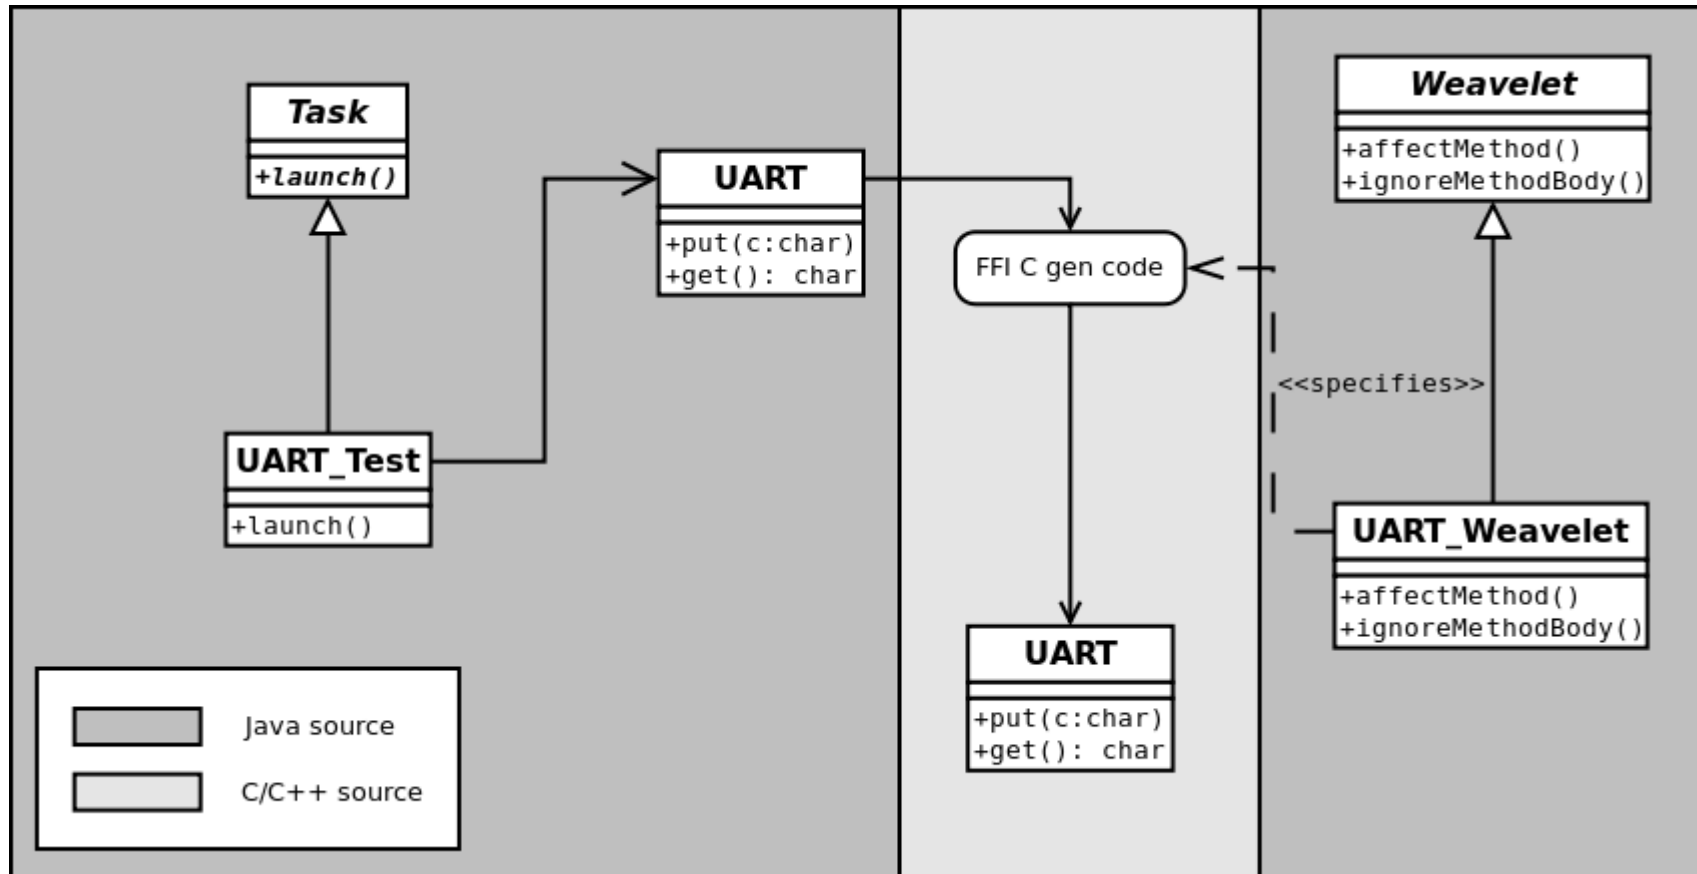 Task
+launch()
UART_Test
+launch()
UART
+put(c:char)
+get(): char
Java source
C/C++ source
FFI C gen code
UART
+put(c:char)
+get(): char
Weavelet
+affectMethod()
+ignoreMethodBody()
<<specifies>>
UART_Weavelet
+affectMethod()
+ignoreMethodBody()